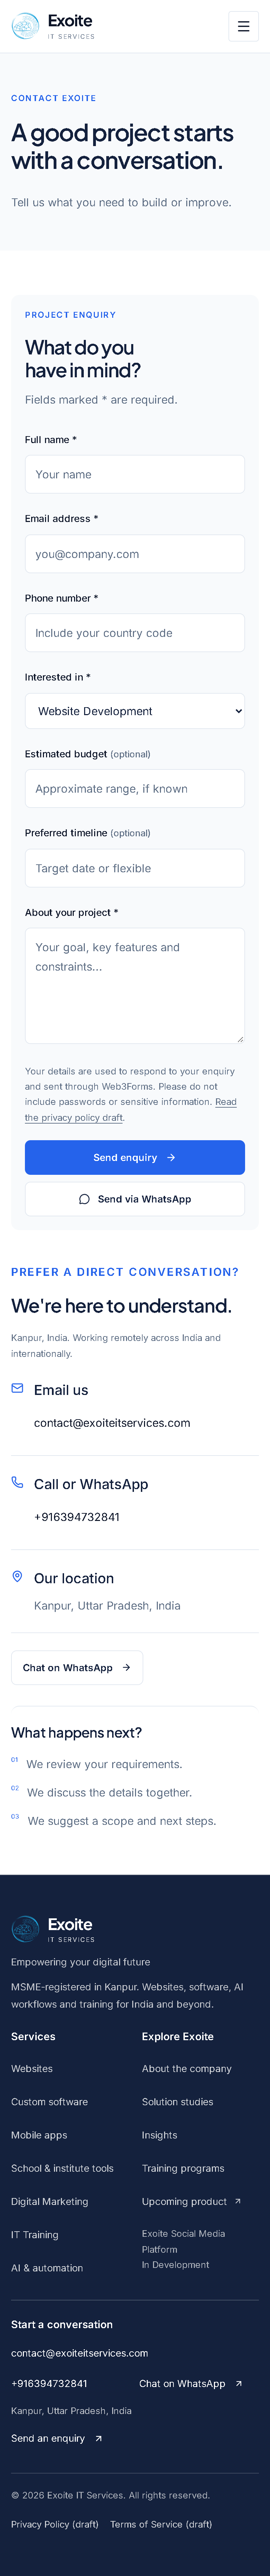 Exoite
IT SERVICES
CONTACT EXOITE
A good project starts
with a conversation.
Tell us what you need to build or improve.
PROJECT ENQUIRY
What do you
have in mind?
Fields marked * are required.
Full name *
Your name
Email address *
you@company.com
Phone number *
Include your country code
Interested in *
Website Development
Estimated budget (optional)
Approximate range, if known
Preferred timeline (optional)
Target date or flexible
About your project *
Your goal, key features and
constraints...
Your details are used to respond to your enquiry
and sent through Web3Forms. Please do not
include passwords or sensitive information. Read
the privacy policy draft.
Send enquiry →
Send via WhatsApp
PREFER A DIRECT CONVERSATION?
We're here to understand.
Kanpur, India. Working remotely across India and
internationally.
Email us
contact@exoiteitservices.com
Call or WhatsApp
+916394732841
Our location
Kanpur, Uttar Pradesh, India
Chat on WhatsApp →
What happens next?
01 We review your requirements.
02 We discuss the details together.
03 We suggest a scope and next steps.
Exoite
IT SERVICES
Empowering your digital future
MSME-registered in Kanpur. Websites, software, AI
workflows and training for India and beyond.
Services
Websites
Custom software
Mobile apps
School & institute tools
Digital Marketing
IT Training
AI & automation
Explore Exoite
About the company
Solution studies
Insights
Training programs
Upcoming product ↗
Exoite Social Media
Platform
In Development
Start a conversation
contact@exoiteitservices.com
+916394732841
Chat on WhatsApp ↗
Kanpur, Uttar Pradesh, India
Send an enquiry ↗
© 2026 Exoite IT Services. All rights reserved.
Privacy Policy (draft) Terms of Service (draft)